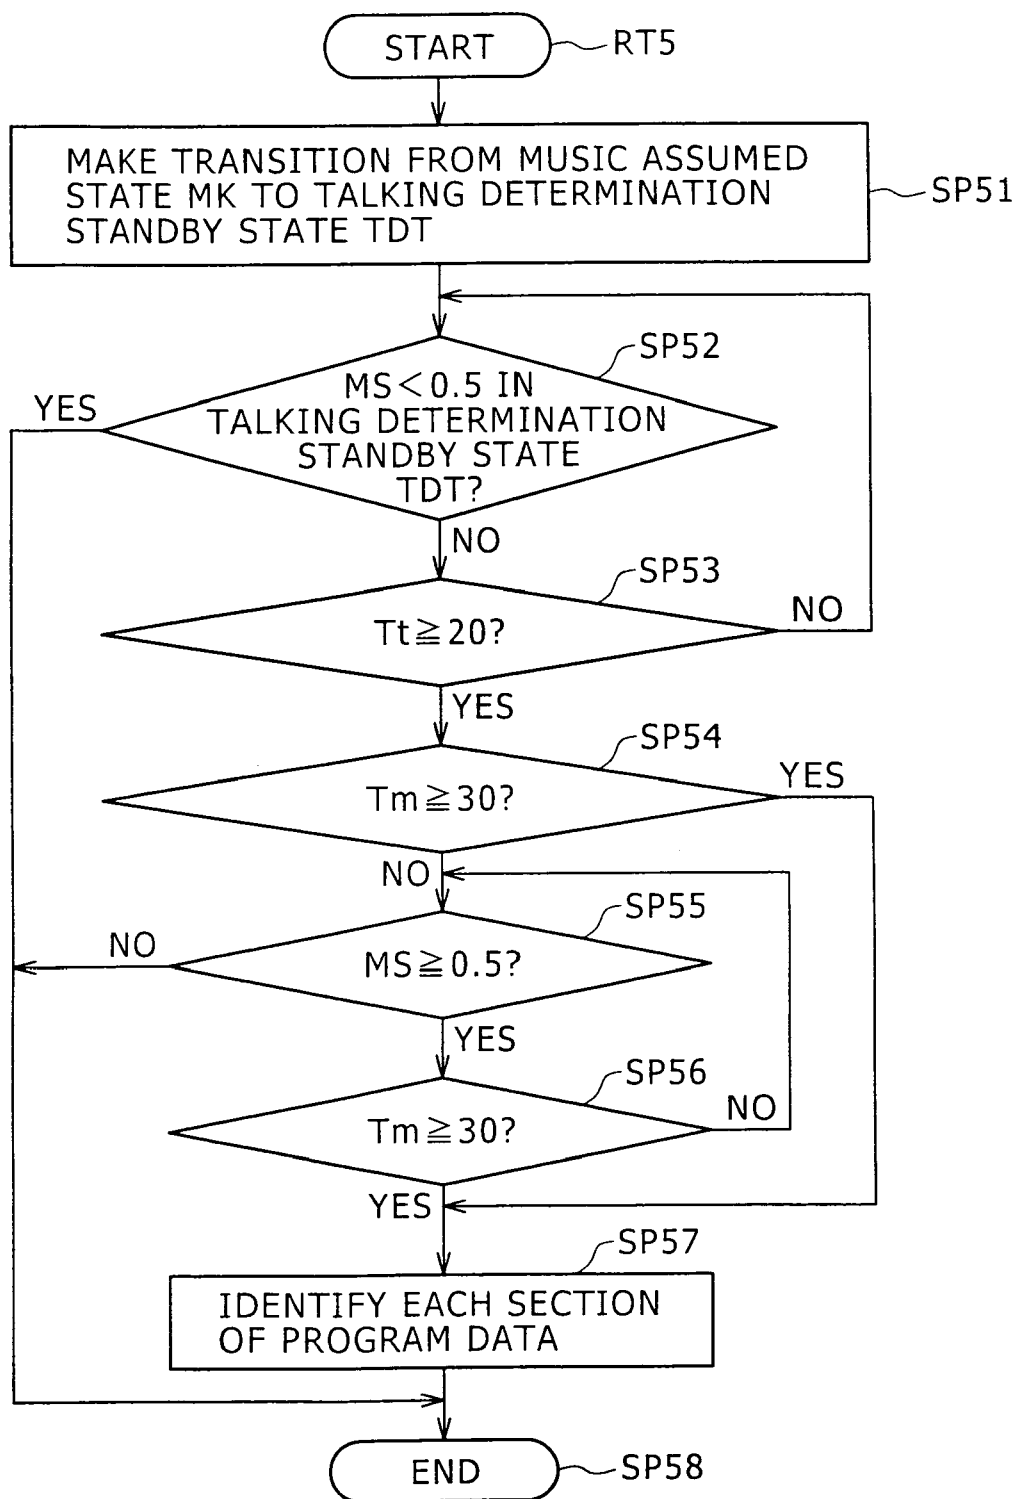 START
RT5
MAKE TRANSITION FROM MUSIC ASSUMED
STATE MK TO TALKING DETERMINATION
STANDBY STATE TDT
SP51
SP52
MS<0.5 IN
TALKING DETERMINATION
STANDBY STATE
TDT?
YES
NO
SP53
Tt≧20?
NO
YES
SP54
Tm≧30?
YES
NO
SP55
MS≧0.5?
NO
YES
SP56
Tm≧30?
NO
YES
SP57
IDENTIFY EACH SECTION
OF PROGRAM DATA
END
SP58